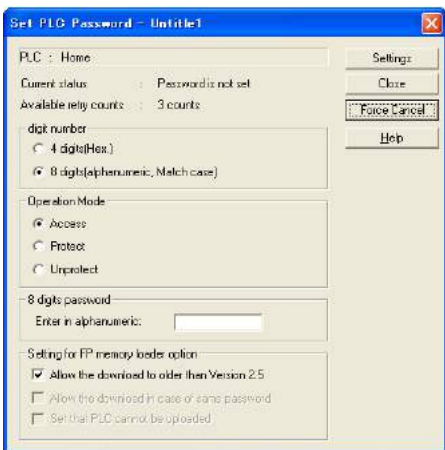 Set PLC Password - Untitle1
PLC : Home
Settings
Current status : Password is not set
Close
Available retry counts : 3 counts
Force Cancel
digit number
Help
4 digits(Hex.)
8 digits(alphanumeric, Match case)
Operation Mode
Access
Protect
Unprotect
8 digits password
Enter in alphanumeric:
Setting for FP memory loader option
Allow the download to older than Version 2.5
Allow the download in case of same password
Set that PLC cannot be uploaded